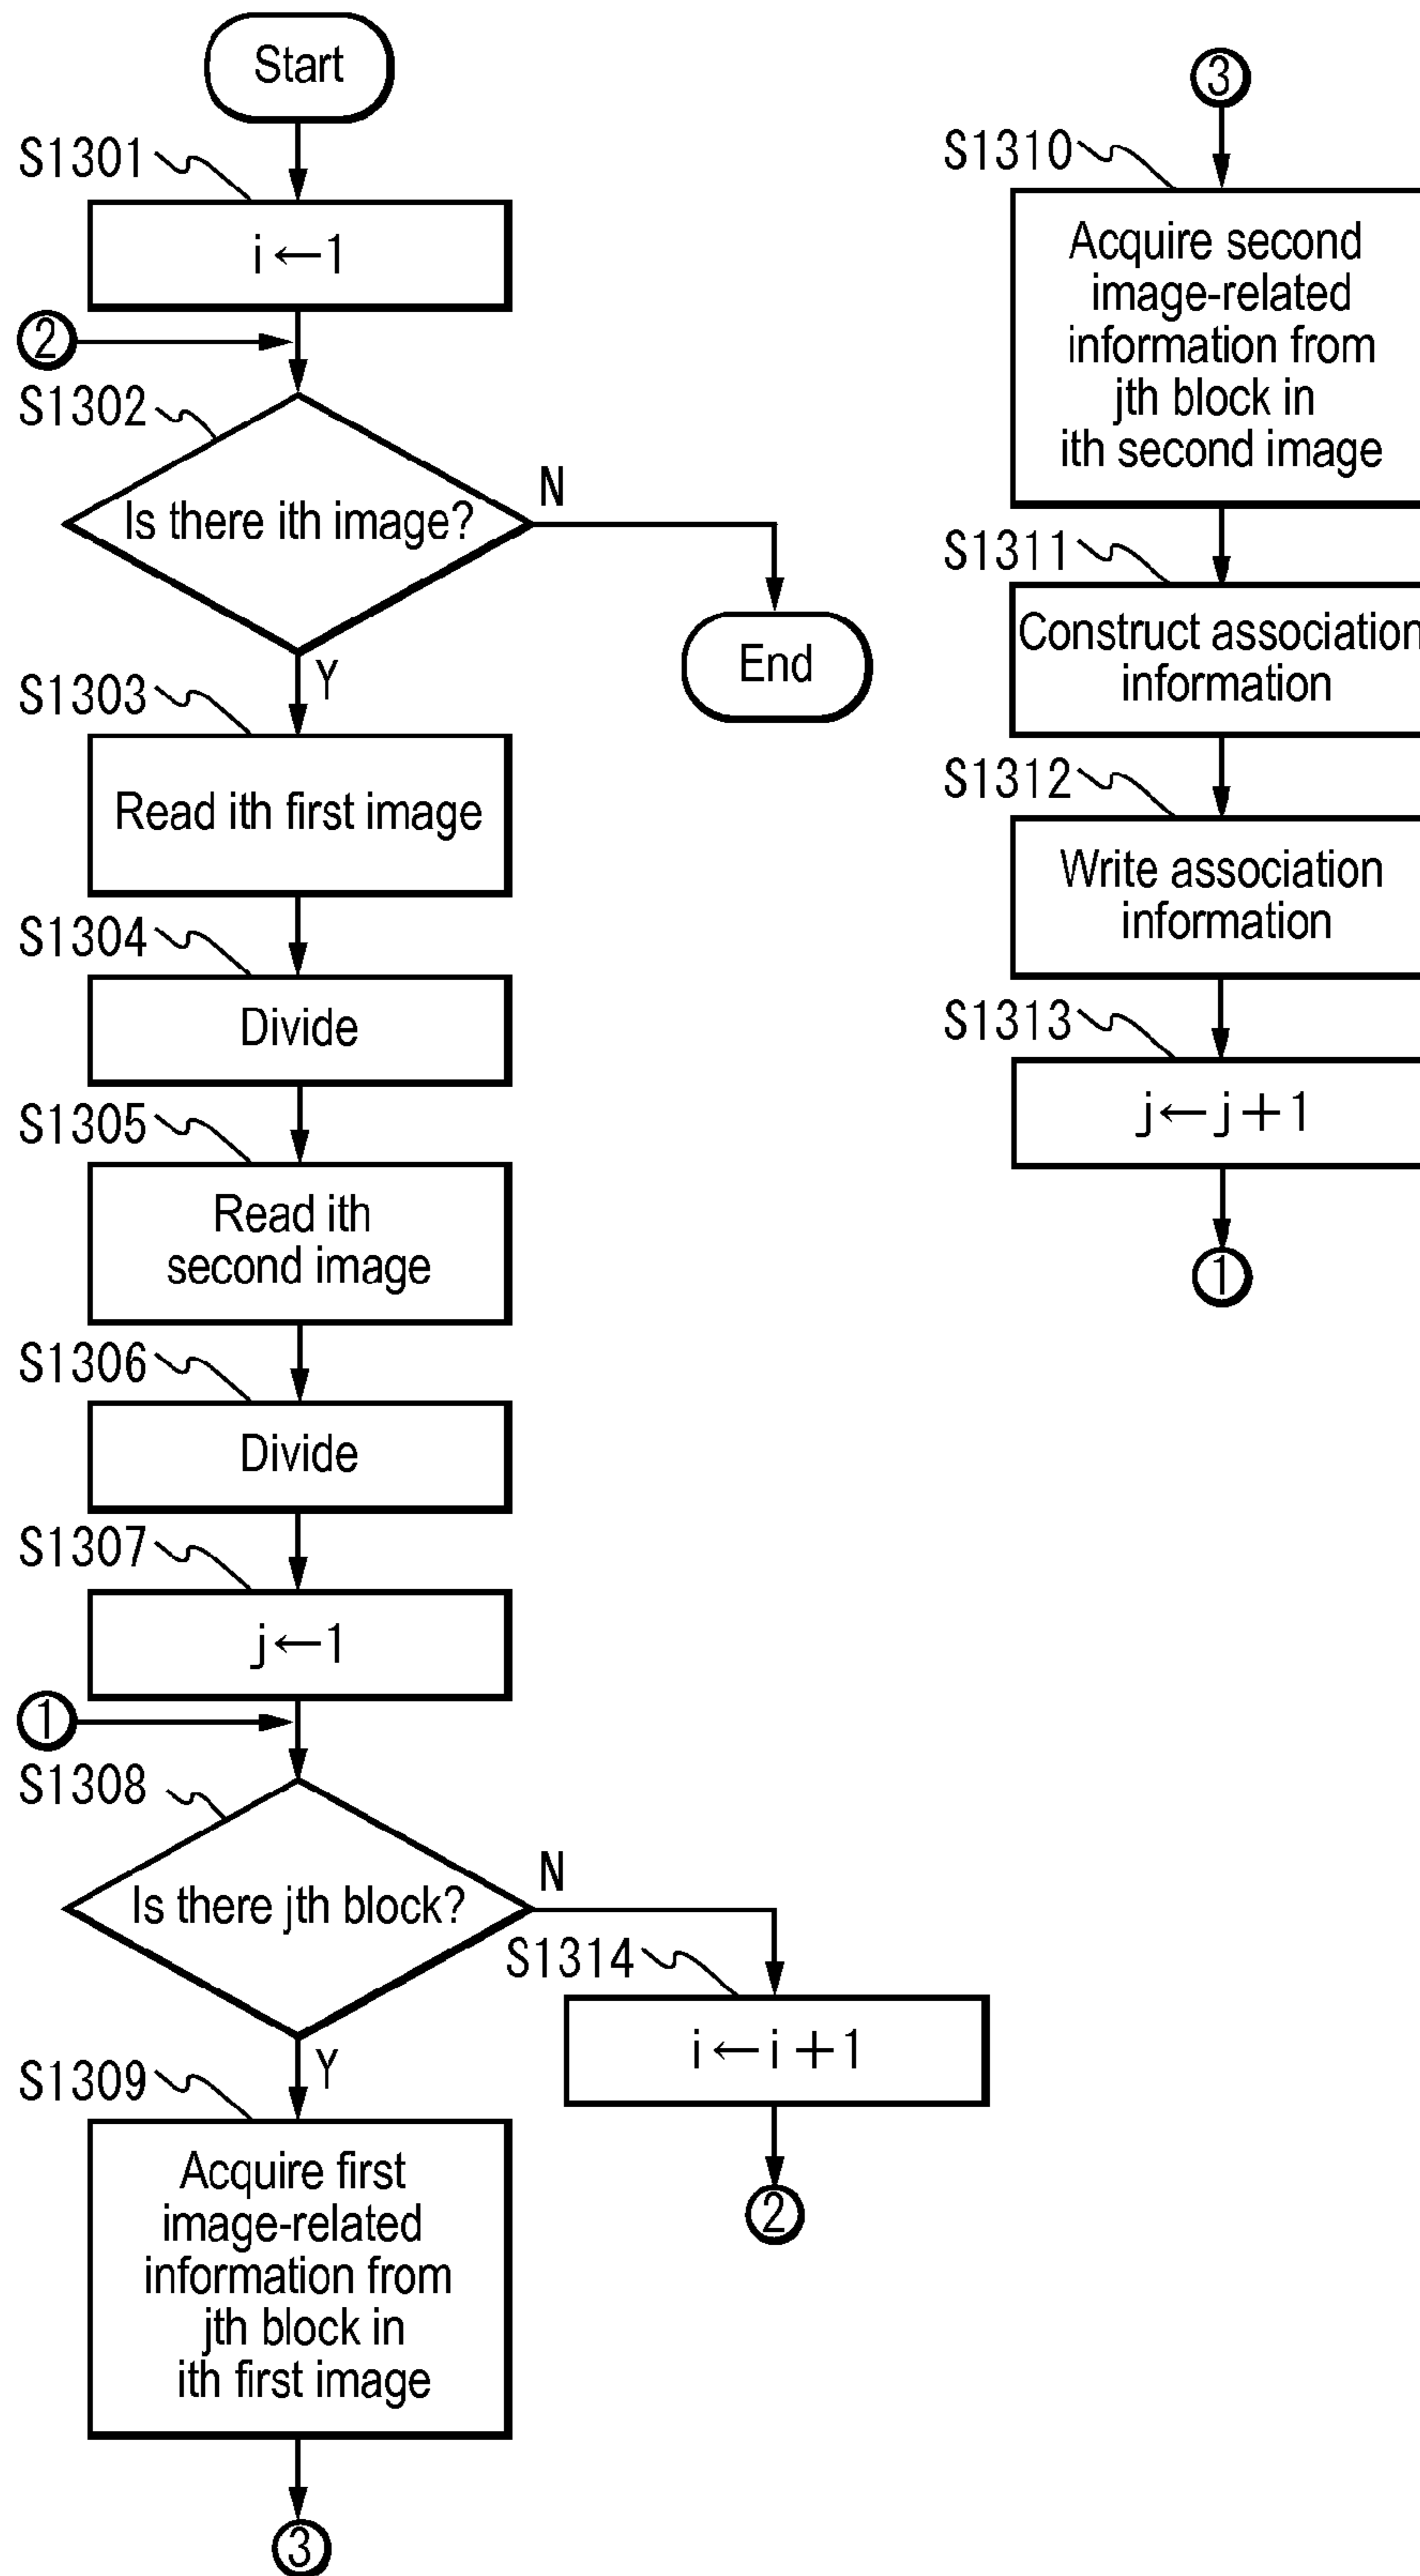 Start
S1301
i←1
②
S1302
Is there ith image?
N
End
Y
S1303
Read ith first image
S1304
Divide
S1305
Read ith
second image
S1306
Divide
S1307
j←1
①
S1308
Is there jth block?
N
S1314
i←i+1
②
Y
S1309
Acquire first
image-related
information from
jth block in
ith first image
③
③
S1310
Acquire second
image-related
information from
jth block in
ith second image
S1311
Construct association
information
S1312
Write association
information
S1313
j←j+1
①